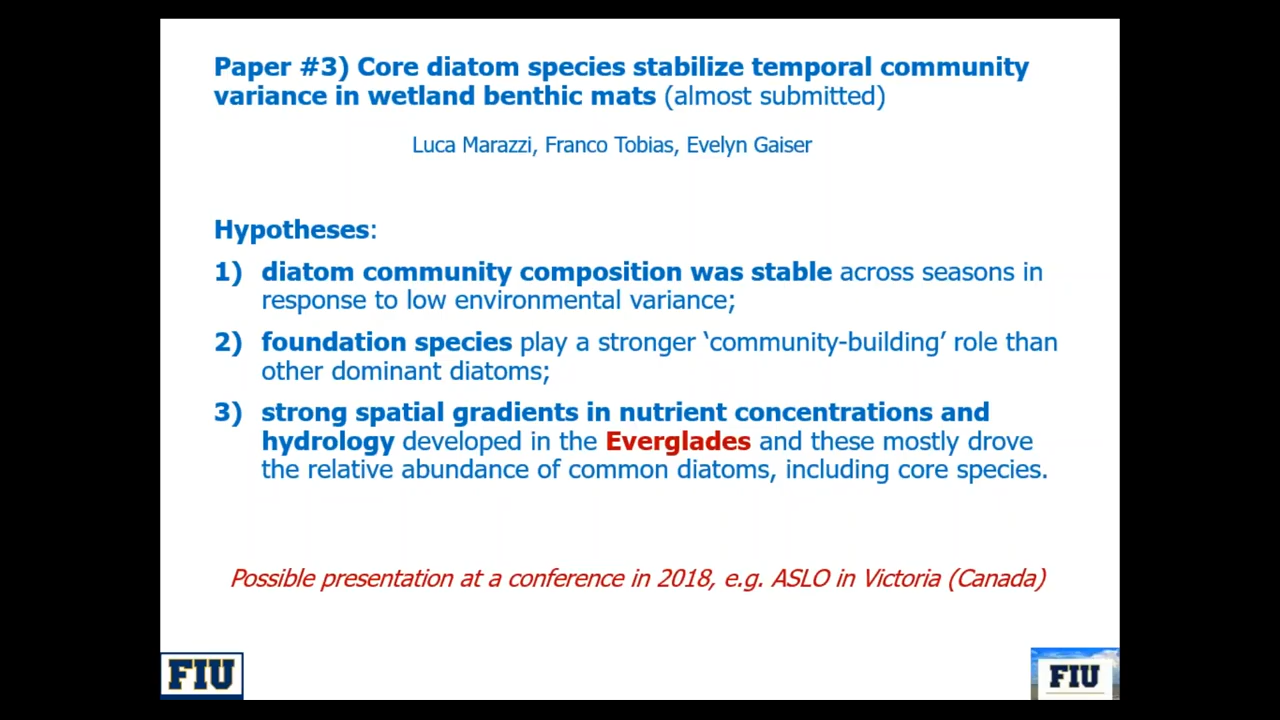 Paper #3) Core diatom species stabilize temporal community
variance in wetland benthic mats (almost submitted)
Luca Marazzi, Franco Tobias, Evelyn Gaiser
Hypotheses:
1) diatom community composition was stable across seasons in
response to low environmental variance;
2) foundation species play a stronger ‘community-building’ role than
other dominant diatoms;
3) strong spatial gradients in nutrient concentrations and
hydrology developed in the Everglades and these mostly drove
the relative abundance of common diatoms, including core species.
Possible presentation at a conference in 2018, e.g. ASLO in Victoria (Canada)
FIU
FIU